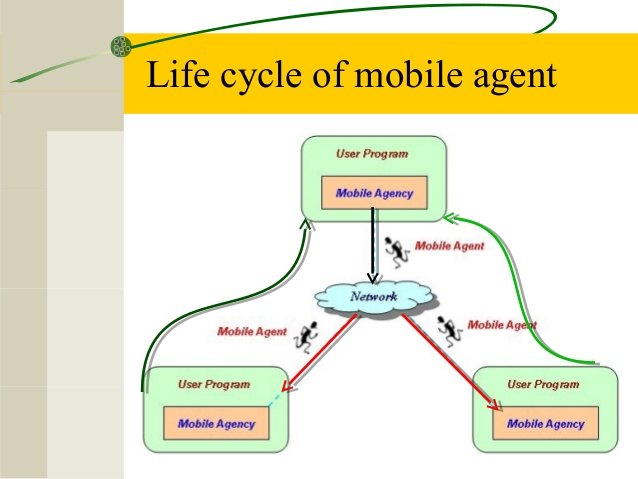 Life cycle of mobile agent
User Program
Mobile Agency
Mobile Agent
Network
Mobile Agent
Mobile Agent
User Program
Mobile Agency
User Program
Mobile Agency